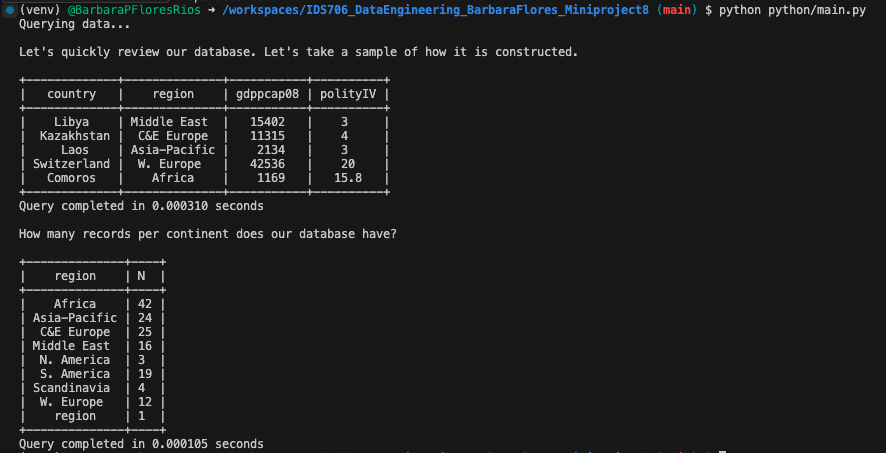 (venv) @BarbaraPFloresRios → /workspaces/IDS706_DataEngineering_BarbaraFlores_Miniproject8 (main) $ python python/main.py
Querying data...
Let's quickly review our database. Let's take a sample of how it is constructed.
+-------------+--------------+-----------+----------+
| country | region | gdppcap08 | polityIV |
+-------------+--------------+-----------+----------+
| Libya | Middle East | 15402 | 3 |
| Kazakhstan | C&E Europe | 11315 | 4 |
| Laos | Asia-Pacific | 2134 | 3 |
| Switzerland | W. Europe | 42536 | 20 |
| Comoros | Africa | 1169 | 15.8 |
+-------------+--------------+-----------+----------+
Query completed in 0.000310 seconds
How many records per continent does our database have?
+--------------+----+
| region | N |
+--------------+----+
| Africa | 42 |
| Asia-Pacific | 24 |
| C&E Europe | 25 |
| Middle East | 16 |
| N. America | 3 |
| S. America | 19 |
| Scandinavia | 4 |
| W. Europe | 12 |
| region | 1 |
+--------------+----+
Query completed in 0.000105 seconds